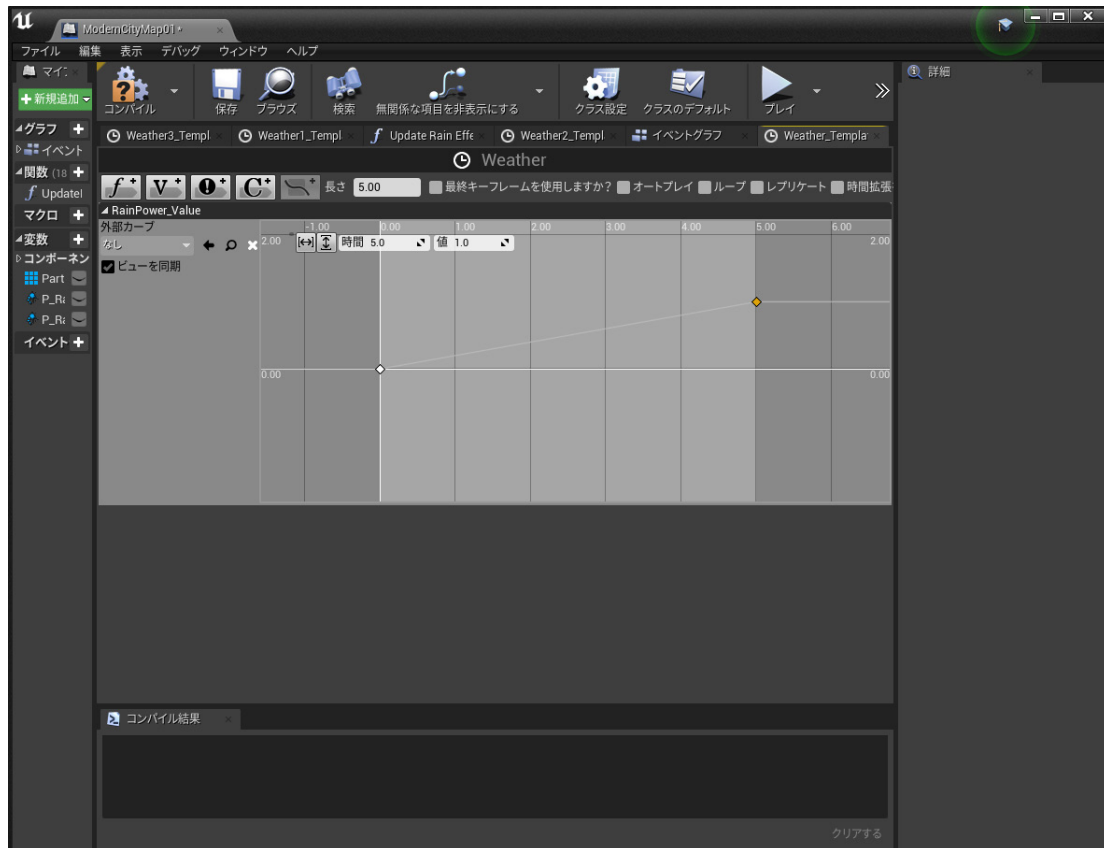 ModernCityMap01*
ファイル 編集 表示 デバッグ ウィンドウ ヘルプ
マイ:
新規追加
グラフ
イベント
関数 (18
UpdateI
マクロ
変数
コンポーネン
Part
P_Ra
P_Ra
イベント
コンパイル 保存 ブラウズ 検索 無関係な項目を非表示にする クラス設定 クラスのデフォルト プレイ
詳細
Weather3_Templ Weather1_Templ Update Rain Effe Weather2_Templ イベントグラフ Weather_Templa
Weather
長さ 5.00 最終キーフレームを使用しますか? オートプレイ ループ レプリケート 時間拡張
RainPower_Value
外部カーブ
なし
ビューを同期
-1.00 0.00 1.00 2.00 3.00 4.00 5.00 6.00
2.00 時間 5.0 値 1.0 2.00
0.00 0.00
コンパイル結果
クリアする